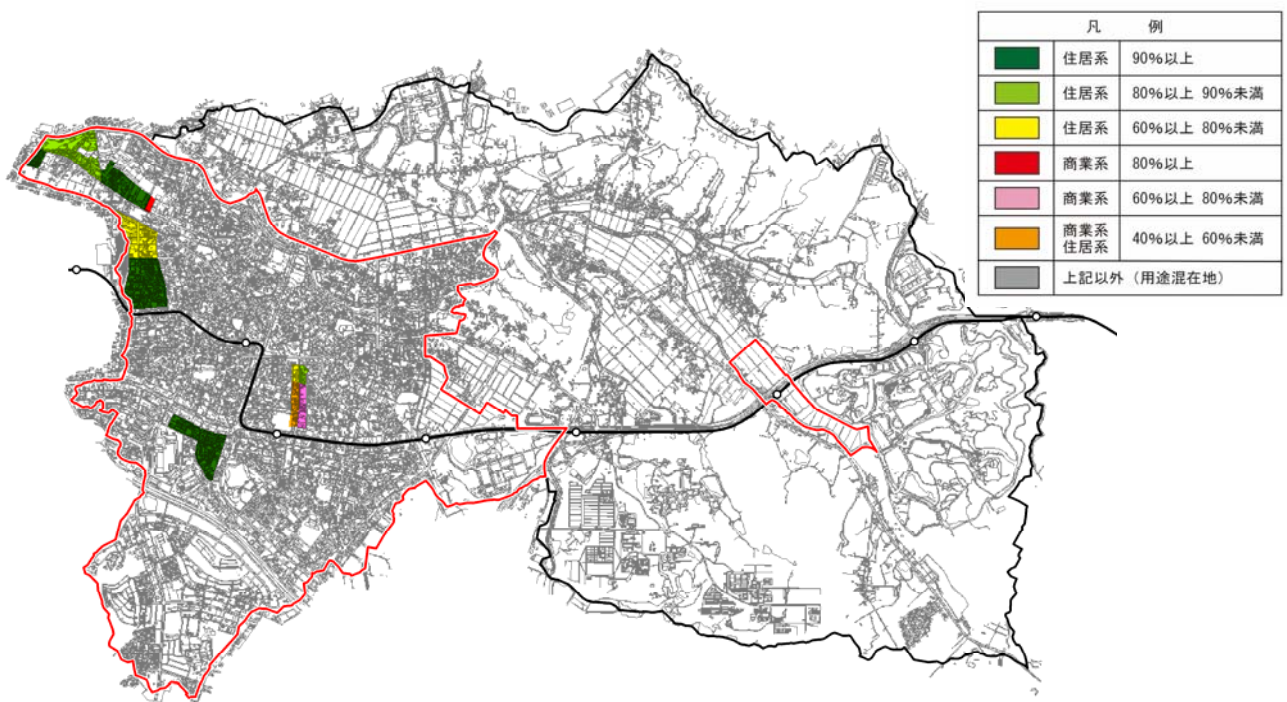 凡 例
住居系 90%以上
住居系 80%以上 90%未満
住居系 60%以上 80%未満
商業系 80%以上
商業系 60%以上 80%未満
商業系
住居系 40%以上 60%未満
上記以外（用途混在地）